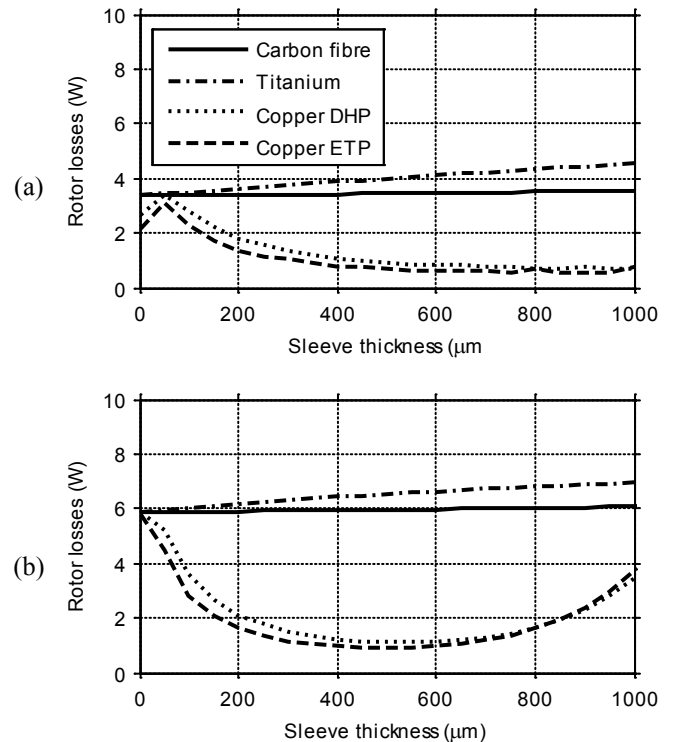 10
8
6
4
2
0
Rotor losses (W)
(a)
Carbon fibre
Titanium
Copper DHP
Copper ETP
0 200 400 600 800 1000
Sleeve thickness (μm
10
8
6
4
2
0
Rotor losses (W)
(b)
0 200 400 600 800 1000
Sleeve thickness (μm)